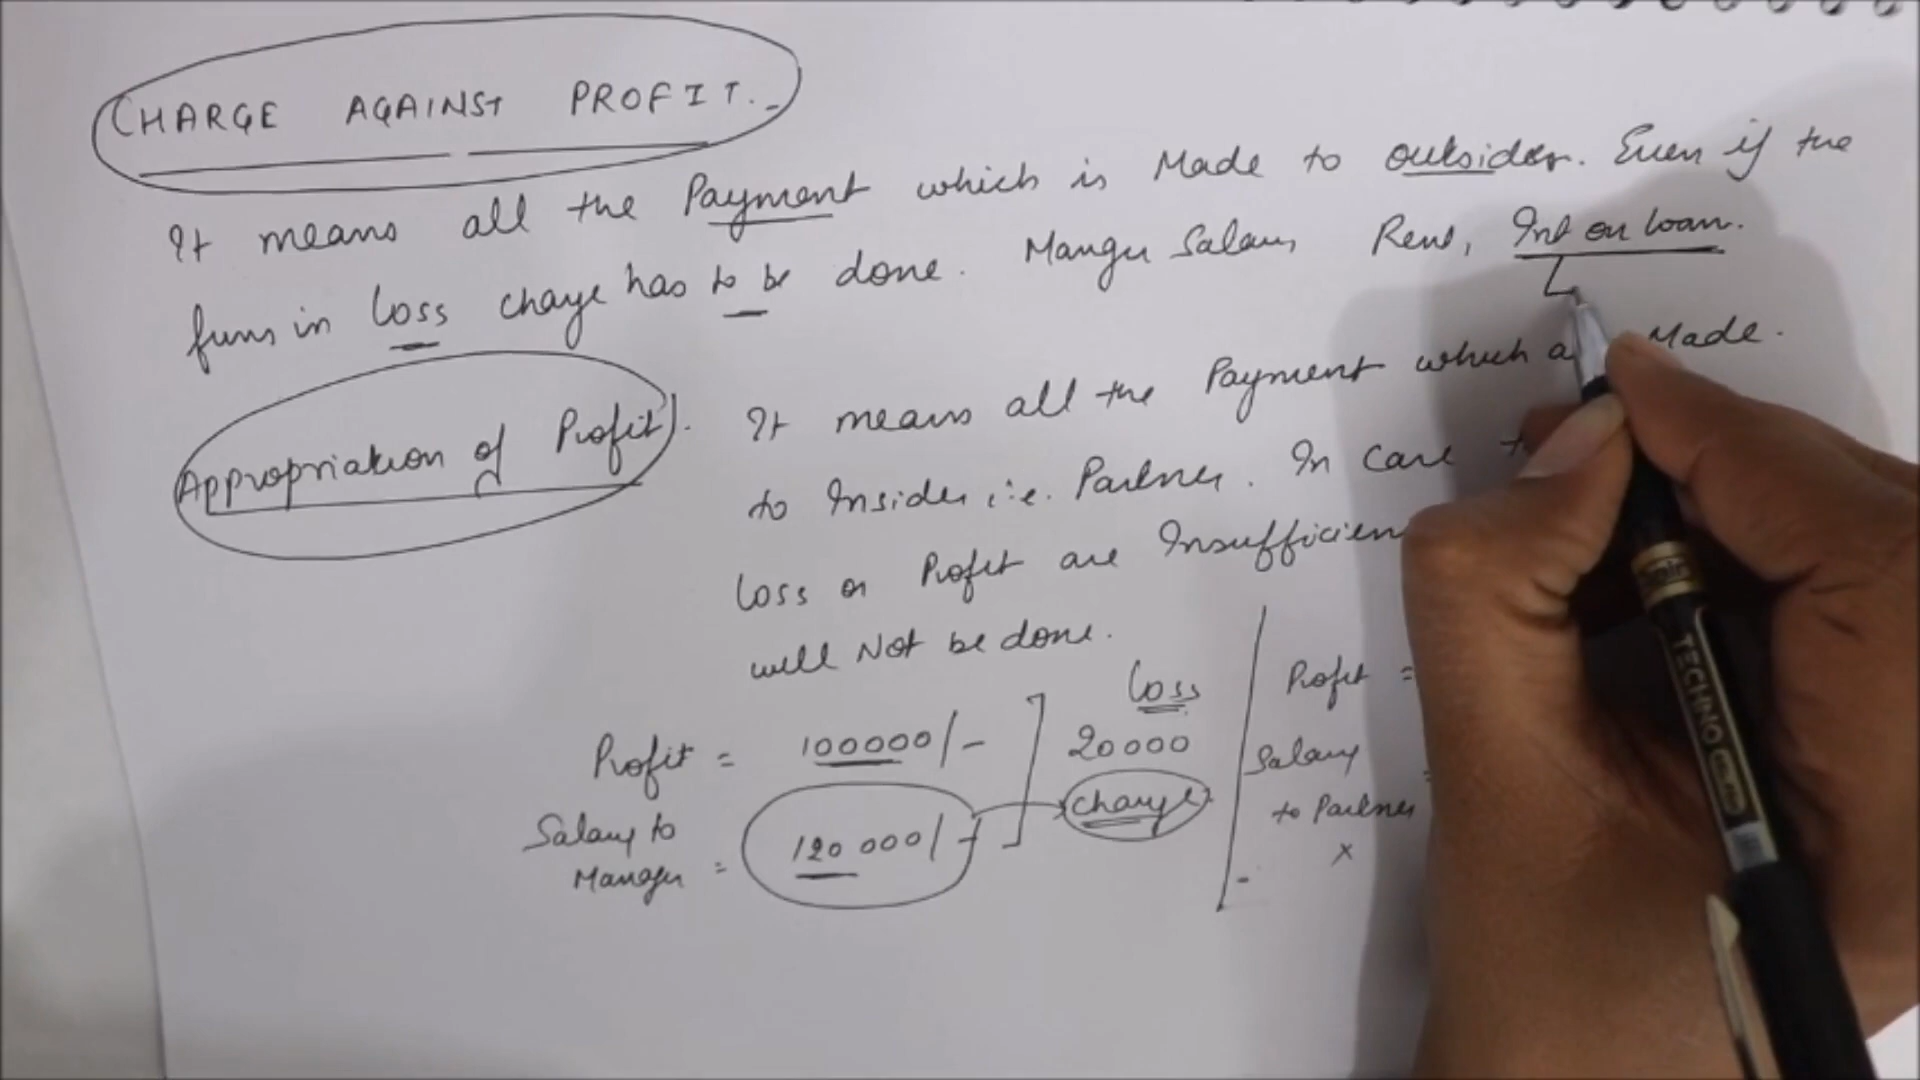 CHARGE AGAINST PROFIT.
It means all the Payment which is Made to outsider. Even if the
firm in loss charge has to be done. Manger Salary Rent, Int on loan.
Appropriation of Profit). It means all the Payment which Made.
to Insider i.e. Partner. In case
loss or Profit are Insufficien
will Not be done.
Profit = 100000/- loss 20000
Salary to Manager = 120 000/- charge
Profit =
Salary to Partner =
x
TECHNO